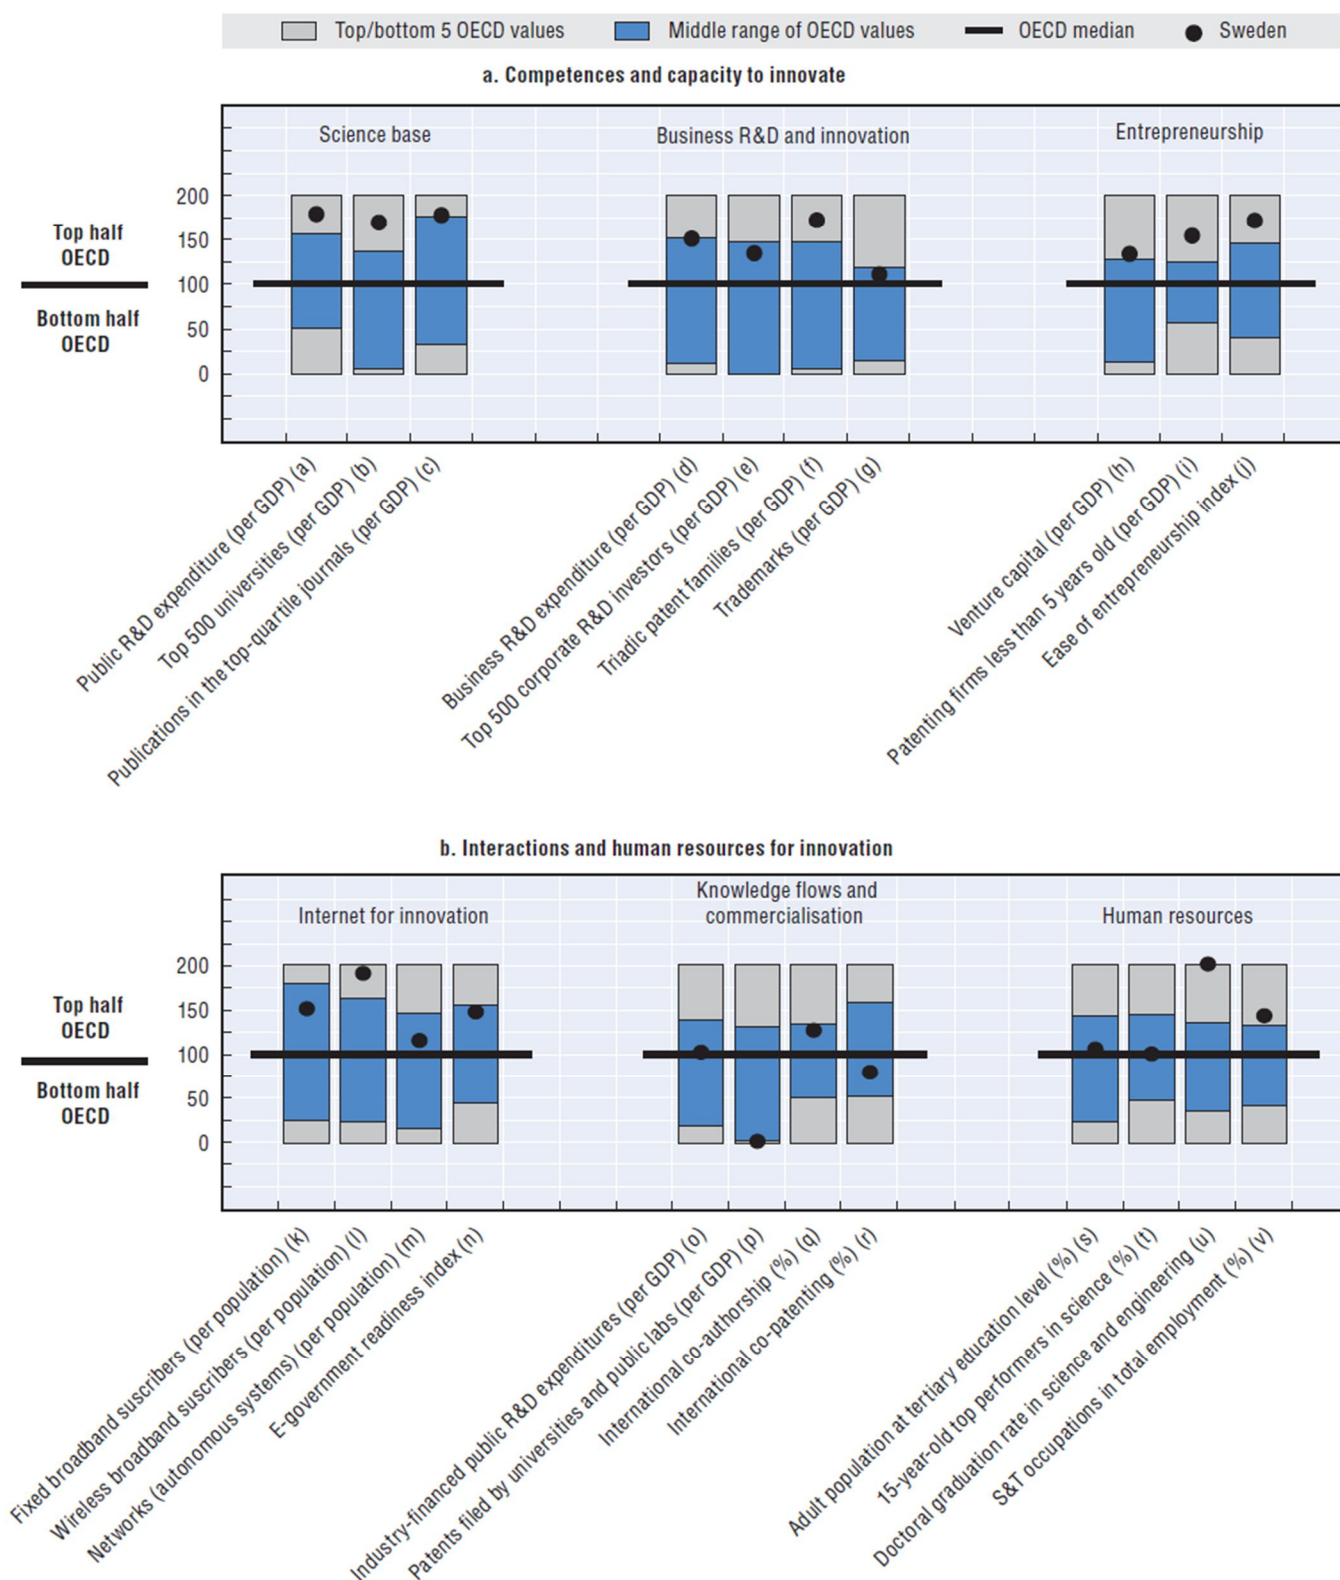 Top/bottom 5 OECD values Middle range of OECD values OECD median Sweden
a. Competences and capacity to innovate
Science base Business R&D and innovation Entrepreneurship
200
150
100
50
0
Top half
OECD
Bottom half
OECD
Public R&D expenditure (per GDP) (a)
Top 500 universities (per GDP) (b)
Publications in the top-quartile journals (per GDP) (c)
Business R&D expenditure (per GDP) (d)
Top 500 corporate R&D investors (per GDP) (e)
Triadic patent families (per GDP) (f)
Trademarks (per GDP) (g)
Venture capital (per GDP) (h)
Patenting firms less than 5 years old (per GDP) (i)
Ease of entrepreneurship index (j)
b. Interactions and human resources for innovation
Internet for innovation
Knowledge flows and
commercialisation
Human resources
200
150
100
50
0
Top half
OECD
Bottom half
OECD
Fixed broadband suscribers (per population) (k)
Wireless broadband suscribers (per population) (l)
Networks (autonomous systems) (per population) (m)
E-government readiness index (n)
Industry-financed public R&D expenditures (per GDP) (o)
Patents filed by universities and public labs (per GDP) (p)
International co-authorship (%) (q)
International co-patenting (%) (r)
Adult population at tertiary education level (%) (s)
15-year-old top performers in science (%) (t)
Doctoral graduation rate in science and engineering (u)
S&T occupations in total employment (%) (v)